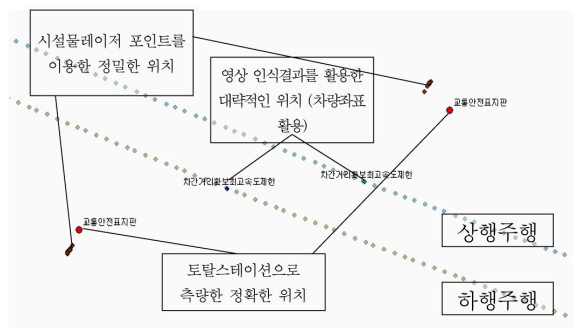 시설물레이저 포인트를
이용한 정밀한 위치
영상 인식결과를 활용한
대략적인 위치 (차량좌표
활용)
교통안전표지판
차간거리확보최고속도제한
차간거리확보최고속도제한
교통안전표지판
상행주행
토탈스테이션으로
측량한 정확한 위치
하행주행